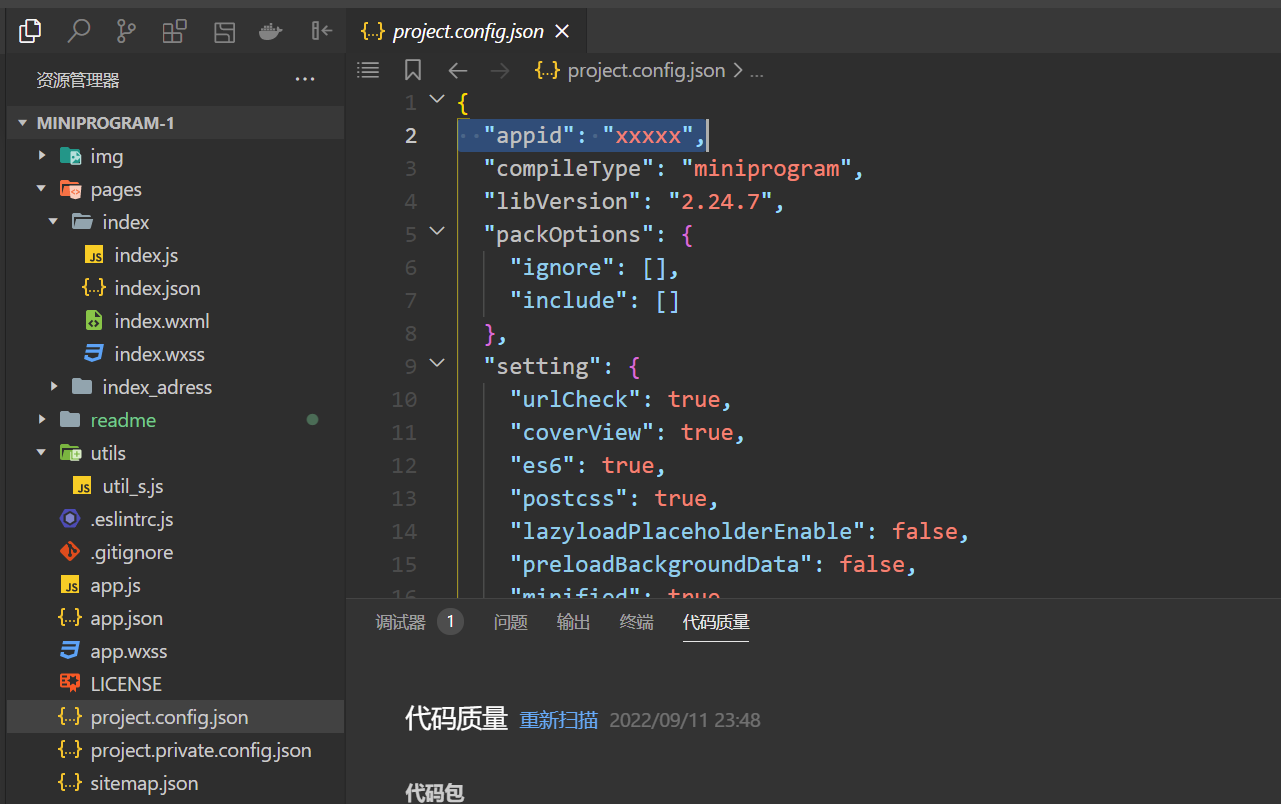 project.config.json
资源管理器
project.config.json > ...
MINIPROGRAM-1
img
pages
index
index.js
index.json
index.wxml
index.wxss
index_adress
readme
utils
util_s.js
.eslintrc.js
.gitignore
app.js
app.json
app.wxss
LICENSE
project.config.json
project.private.config.json
sitemap.json
1 {
2 "appid": "xxxxx",
3 "compileType": "miniprogram",
4 "libVersion": "2.24.7",
5 "packOptions": {
6 "ignore": [],
7 "include": []
8 },
9 "setting": {
10 "urlCheck": true,
11 "coverView": true,
12 "es6": true,
13 "postcss": true,
14 "lazyloadPlaceholderEnable": false,
15 "preloadBackgroundData": false,
16 "minified": true
调试器 1 问题 输出 终端 代码质量
代码质量 重新扫描 2022/09/11 23:48
代码包